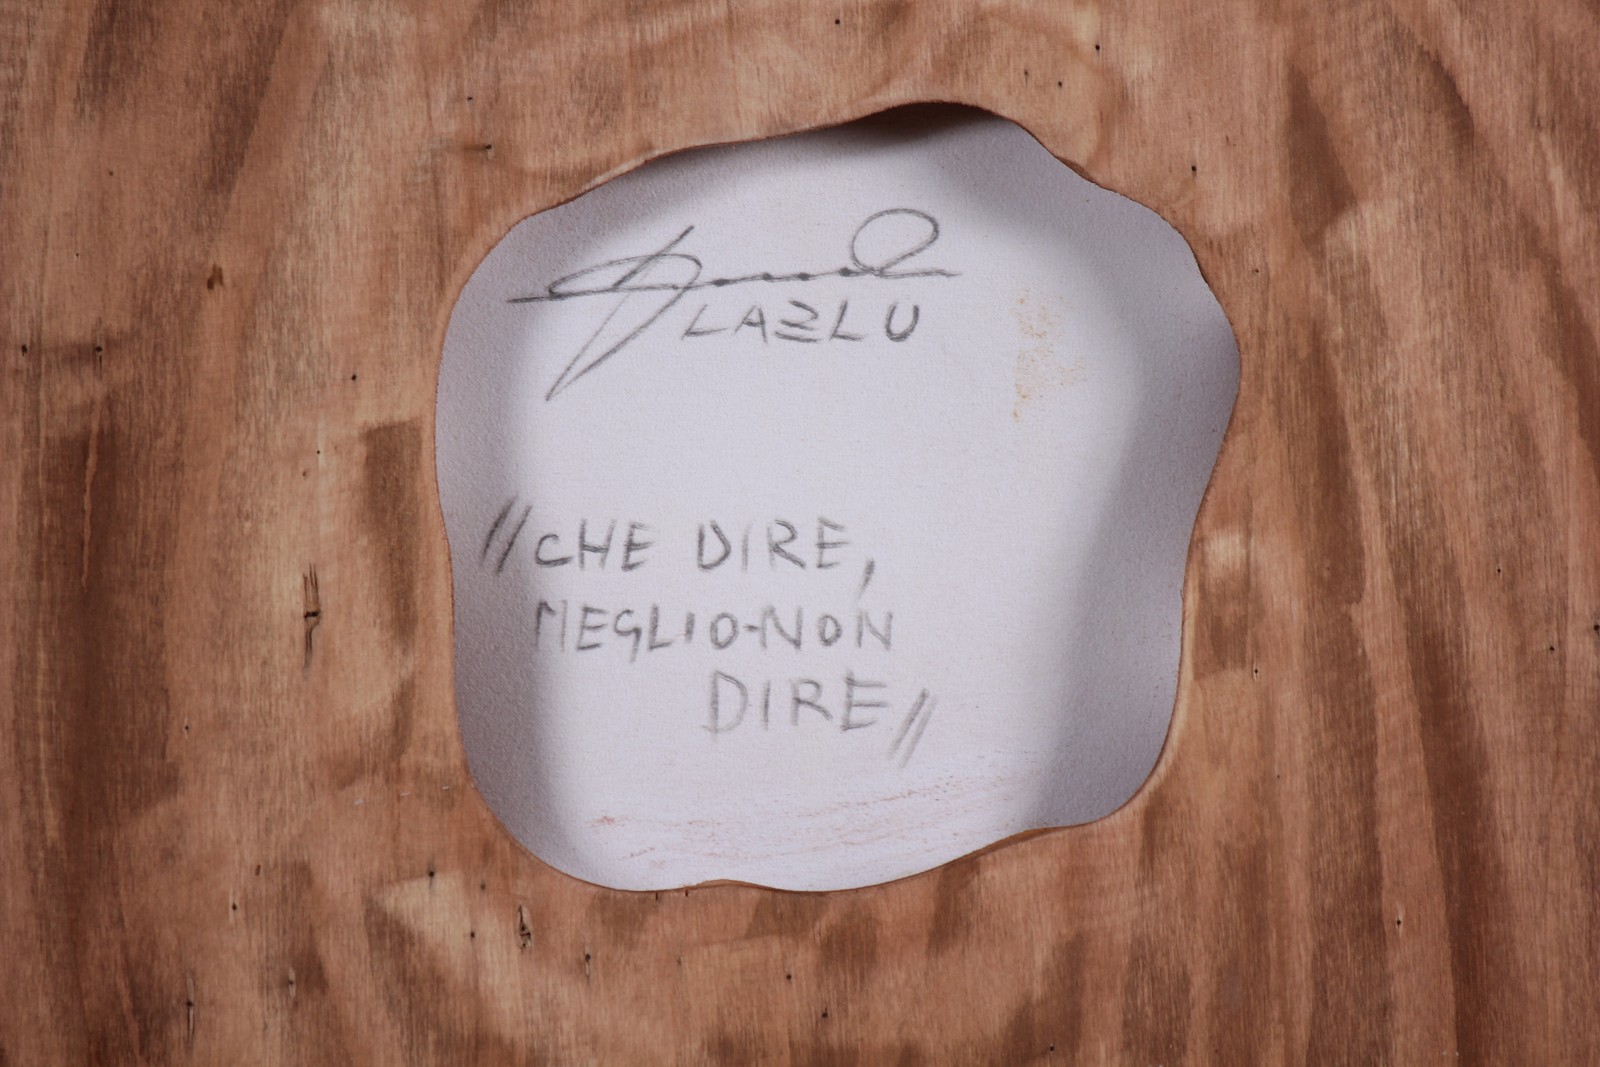 LAZLU
"CHE DIRE,
MEGLIO-NON
DIRE"